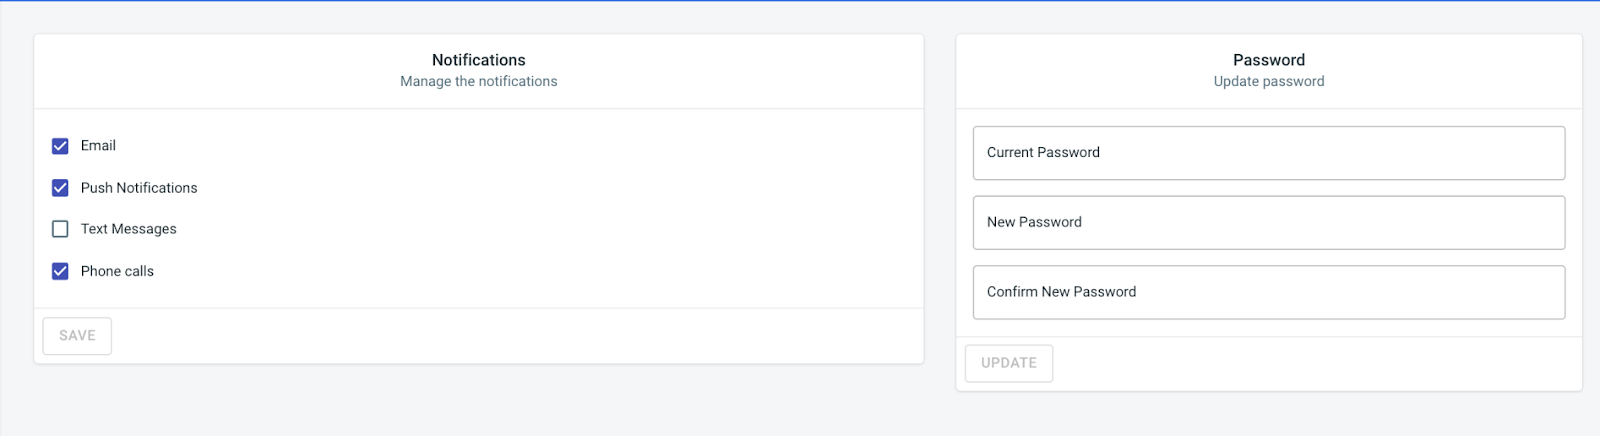 Notifications
Manage the notifications
Email
Push Notifications
Text Messages
Phone calls
SAVE
Password
Update password
Current Password
New Password
Confirm New Password
UPDATE